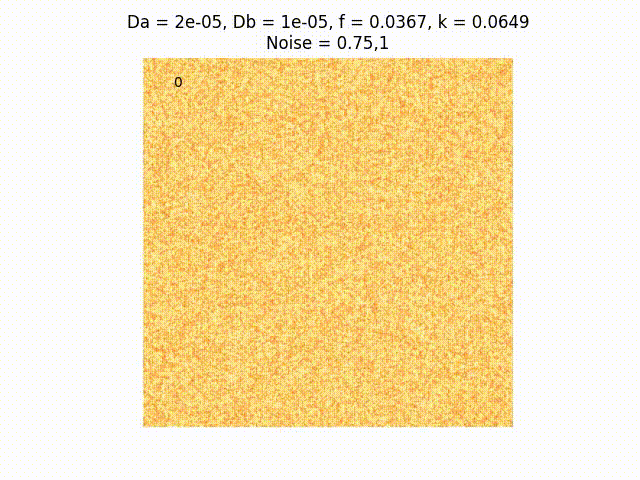 Da = 2e-05, Db = 1e-05, f = 0.0367, k = 0.0649
Noise = 0.75,1
0